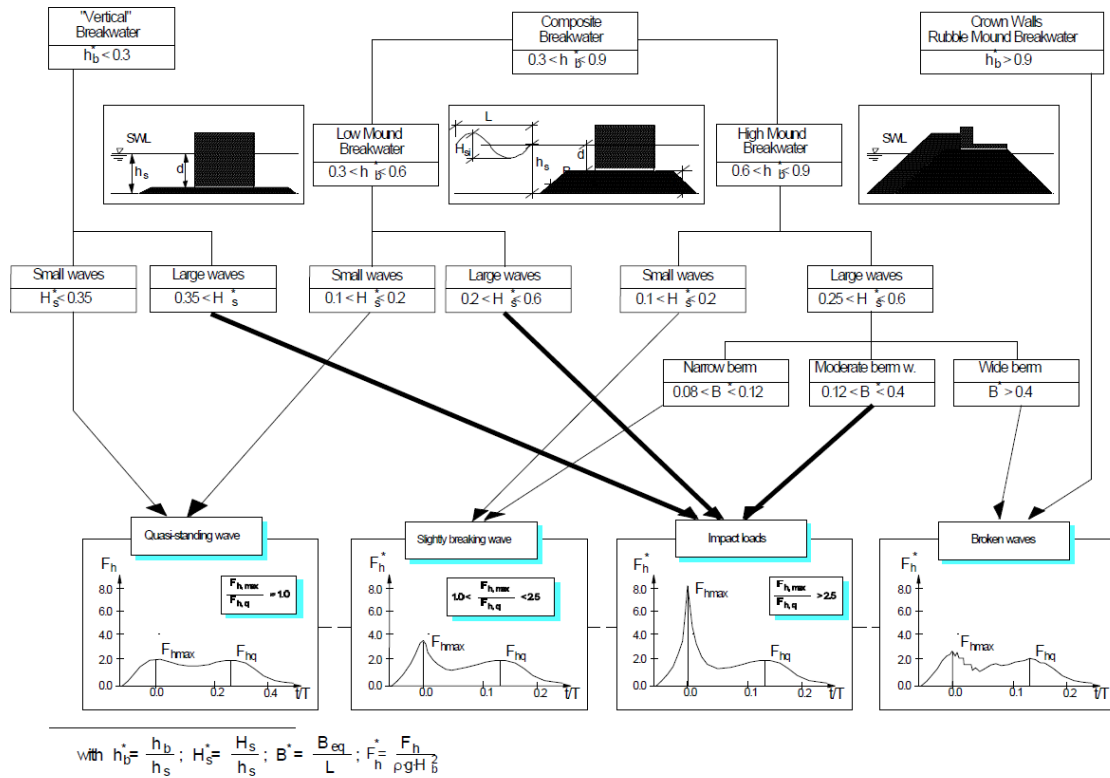 "Vertical"
Breakwater
h*b < 0.3
Composite
Breakwater
0.3 < h*b < 0.9
Crown Walls
Rubble Mound Breakwater
h*b > 0.9
SWL
hs
d
Low Mound
Breakwater
0.3 < h*b < 0.6
L
Hsi
d
hs
High Mound
Breakwater
0.6 < h*b < 0.9
SWL
Small waves
H*s < 0.35
Large waves
0.35 < H*s
Small waves
0.1 < H*s < 0.2
Large waves
0.2 < H*s < 0.6
Small waves
0.1 < H*s < 0.2
Large waves
0.25 < H*s < 0.6
Narrow berm
0.08 < B* < 0.12
Moderate berm w.
0.12 < B* < 0.4
Wide berm
B* > 0.4
Quasi-standing wave
Fh
8.0
6.0
4.0
2.0
0.0
Fh,max / Fh,q = 1.0
Fhmax
Fhq
0.0 0.2 0.4 t/T
Slightly breaking wave
F*h
8.0
6.0
4.0
2.0
0.0
1.0 < Fh,max / Fh,q < 2.5
Fhmax
Fhq
0.0 0.1 0.2 t/T
Impact loads
F*h
8.0
6.0
4.0
2.0
0.0
Fh,max / Fh,q > 2.5
Fhmax
Fhq
0.0 0.1 0.2 t/T
Broken waves
F*h
8.0
6.0
4.0
2.0
0.0
Fhmax
Fhq
0.0 0.1 0.2 t/T
with h*b = hb / hs ; H*s = Hs / hs ; B* = Beq / L ; F*h = Fh / ρ·g·H²b